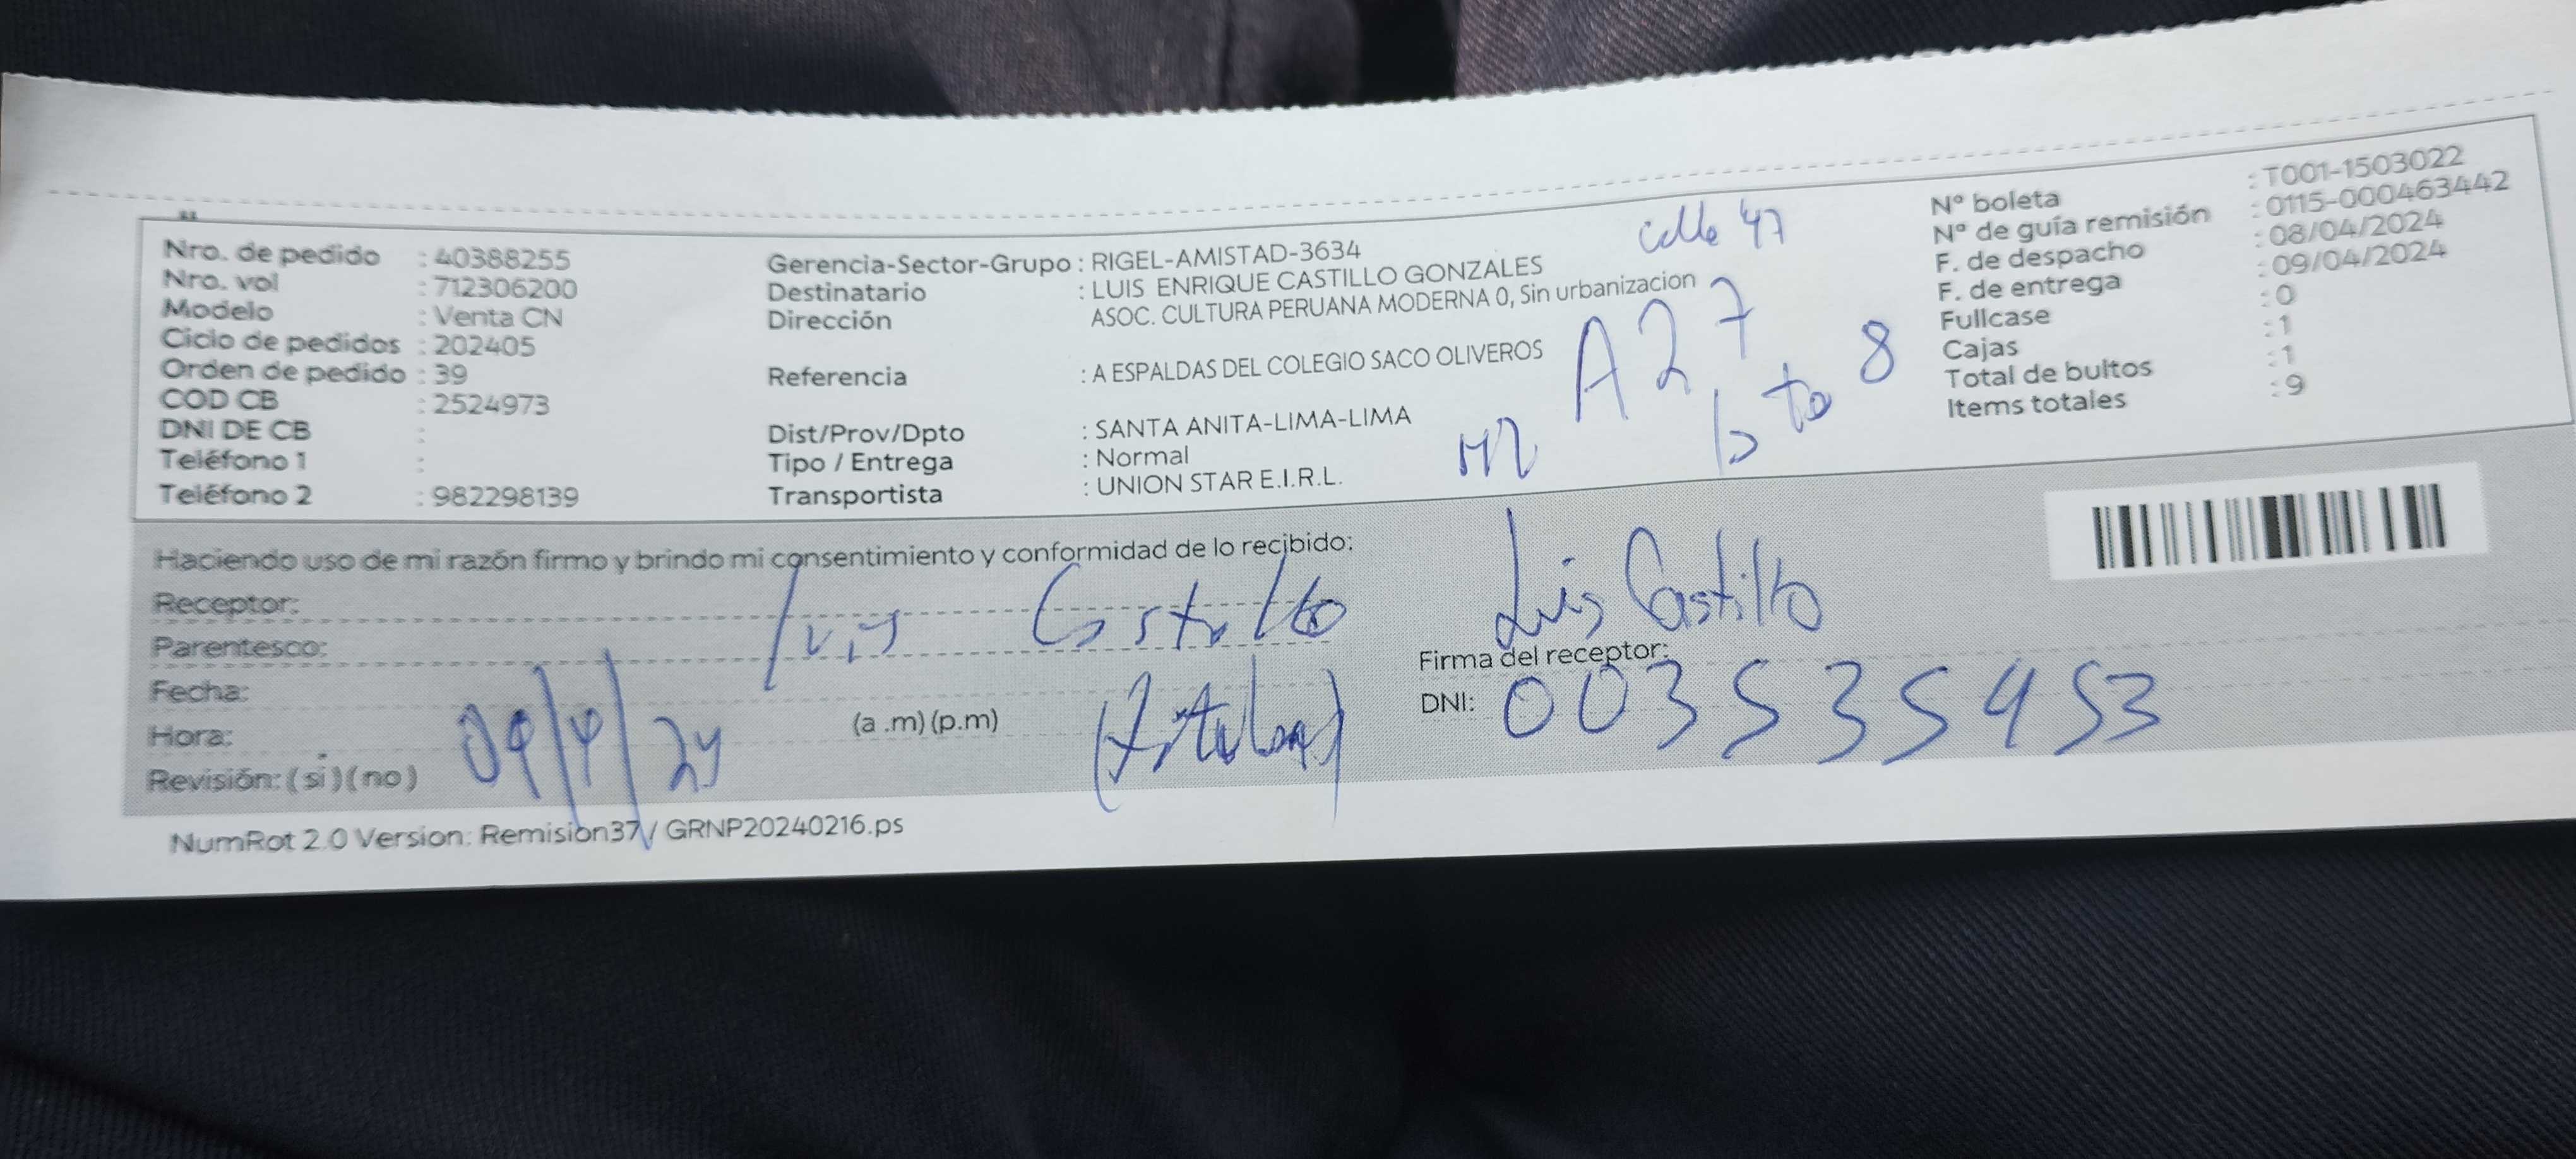 Nro. de pedido : 40388255
Nro. vol : 712306200
Modelo : Venta CN
Ciclo de pedidos : 202405
Orden de pedido : 39
COD CB : 2524973
DNI DE CB :
Teléfono 1 :
Teléfono 2 : 982298139
Gerencia-Sector-Grupo : RIGEL-AMISTAD-3634
Destinatario : LUIS ENRIQUE CASTILLO GONZALES
Dirección ASOC. CULTURA PERUANA MODERNA 0, Sin urbanizacion
Referencia : A ESPALDAS DEL COLEGIO SACO OLIVEROS
Dist/Prov/Dpto : SANTA ANITA-LIMA-LIMA
Tipo / Entrega : Normal
Transportista : UNION STAR E.I.R.L.
calle 47
Mz A27
lo te 8
N° boleta : T001-1503022
N° de guía remisión : 0115-000463442
F. de despacho : 08/04/2024
F. de entrega : 09/04/2024
Fullcase : 0
Cajas : 1
Total de bultos : 1
Items totales : 9
Haciendo uso de mi razón firmo y brindo mi consentimiento y conformidad de lo recibido:
Receptor: Luis Castillo
Parentesco:
Fecha: 09/4/24
Hora: (a .m) (p.m)
Revisión: (si) (no)
Luis Castillo
Firma del receptor:
DNI: 003535453
NumRot 2.0 Version: Remision37 / GRNP20240216.ps